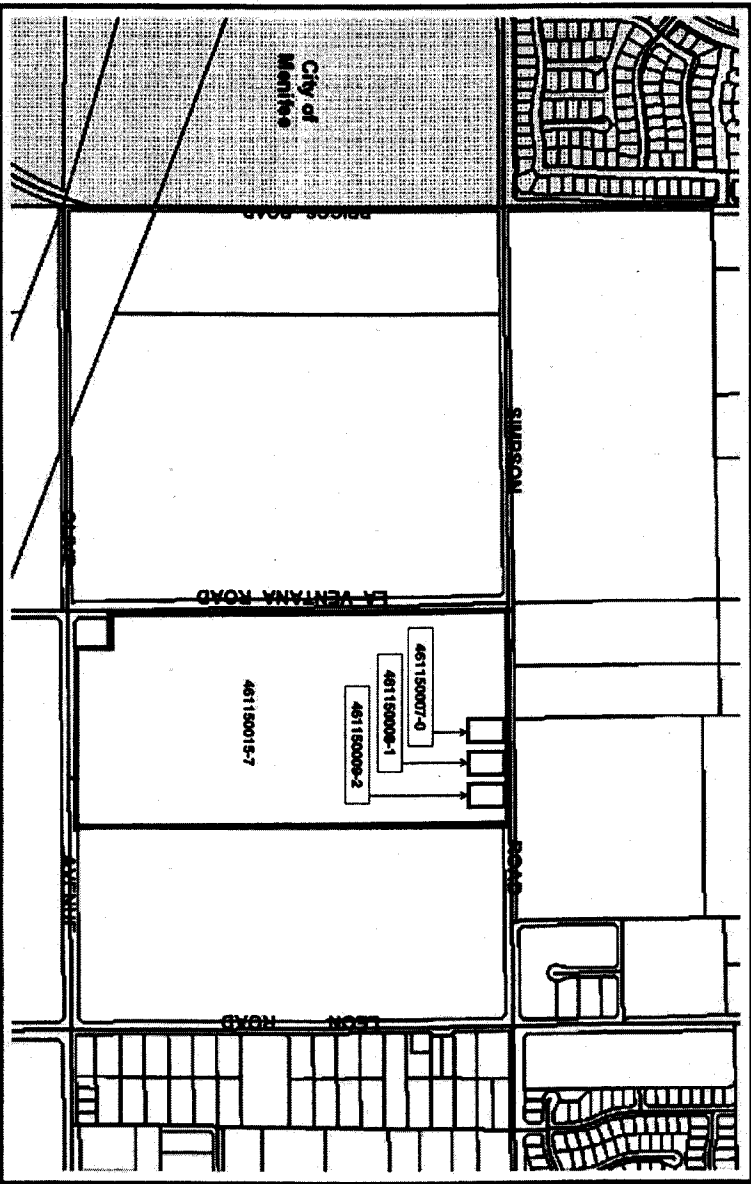 City of
Menifee
BRIGGS ROAD
SIMPSON
LA VENTANA ROAD
461150007-0
461150008-1
461150009-2
461150015-7
ROAD
AVENUE
LEON ROAD